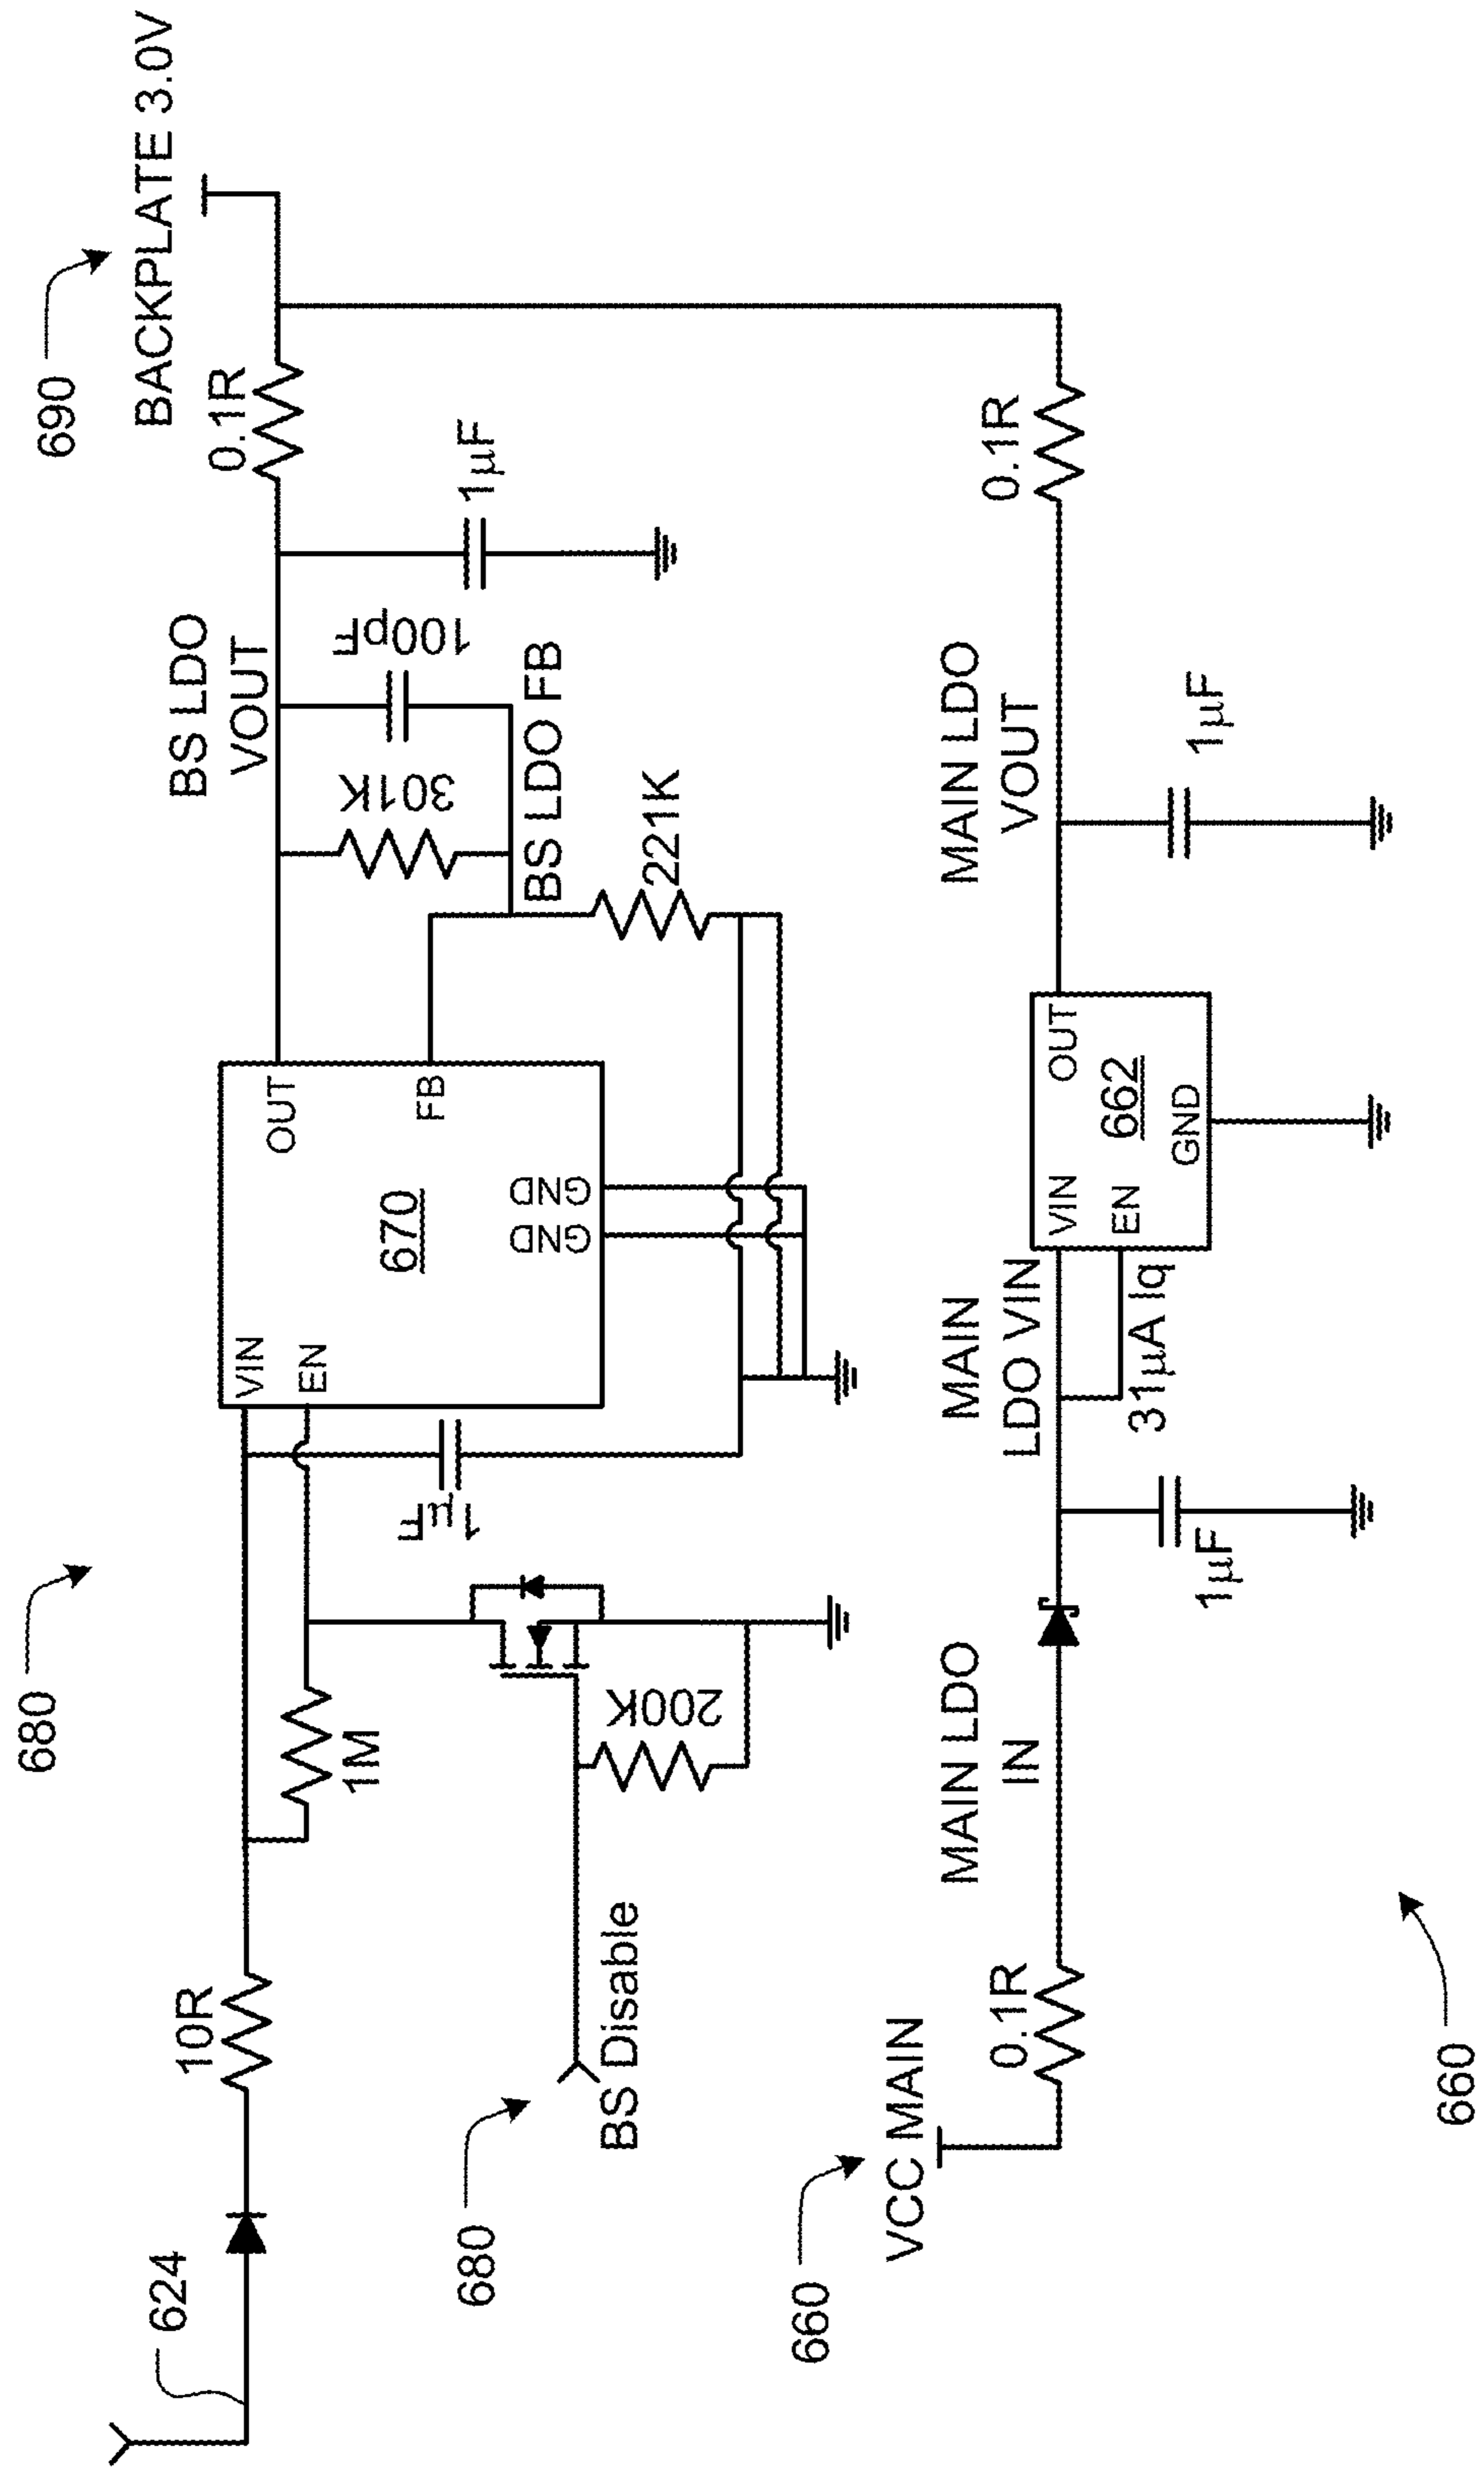 680
690
BACKPLATE 3.0V
624
10R
1M
BS LDO
VOUT
0.1R
VIN
EN
OUT
FB
670
GND
GND
1µF
301K
100pF
1µF
BS LDO FB
221K
200K
680
BS Disable
660
VCC MAIN
0.1R
MAIN LDO
IN
MAIN
LDO VIN
1µF
31µA Iq
VIN
EN
OUT
662
GND
MAIN LDO
VOUT
1µF
0.1R
660